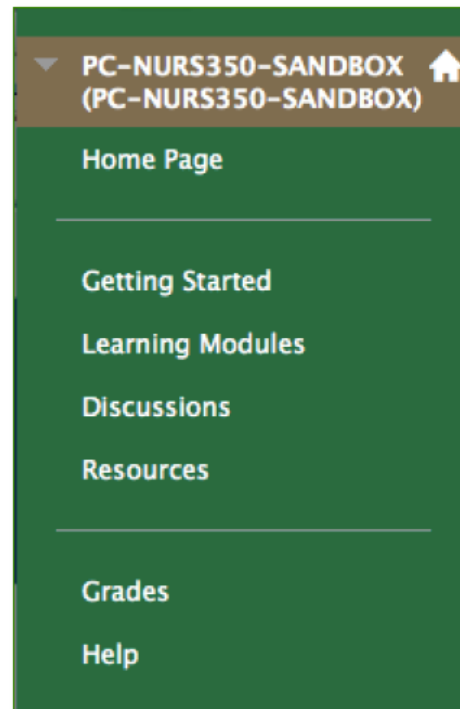 PC-NURS350-SANDBOX
(PC-NURS350-SANDBOX)
Home Page
Getting Started
Learning Modules
Discussions
Resources
Grades
Help